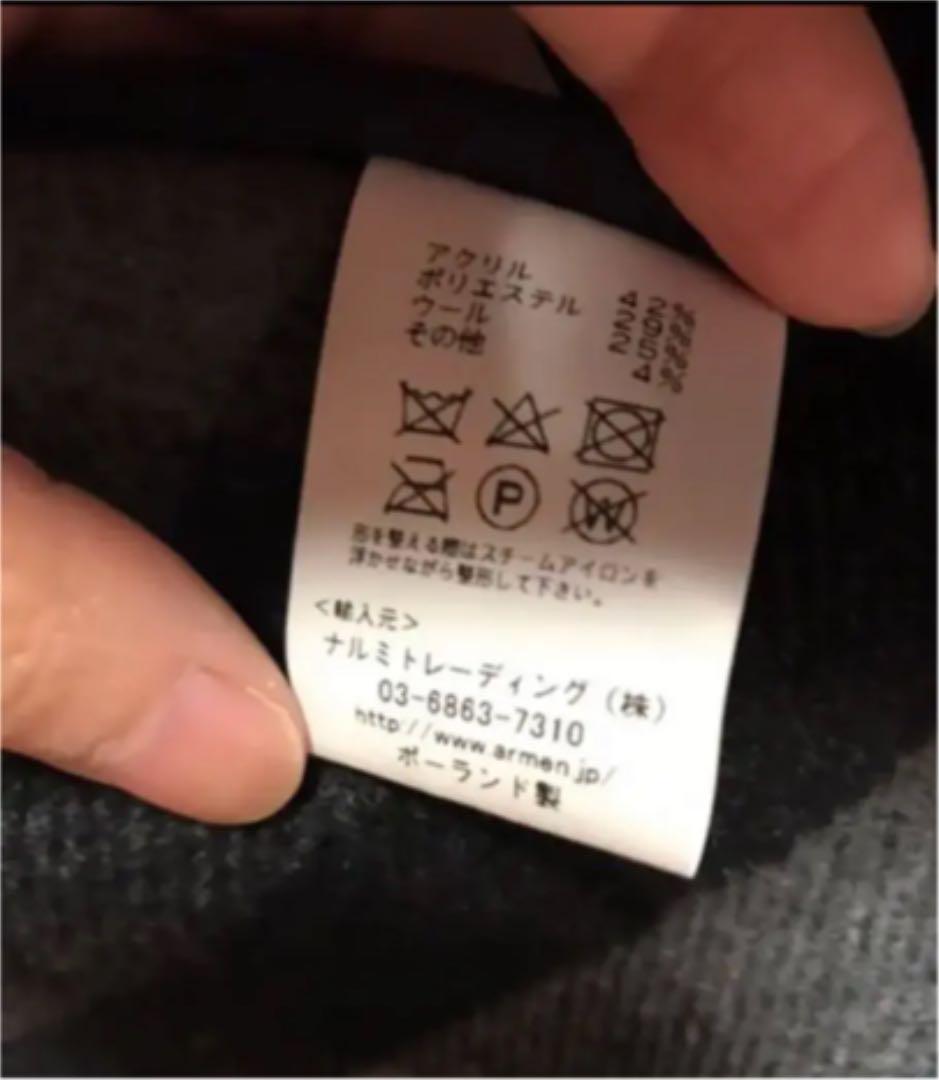 アクリル 42%
ポリエステル 29%
ウール 25%
その他 4%
P W
形を整える際はスチームアイロンを
浮かせながら整形して下さい。
<輸入元>
ナルミトレーディング（株）
03-6863-7310
http://www.armen.jp/
ポーランド製